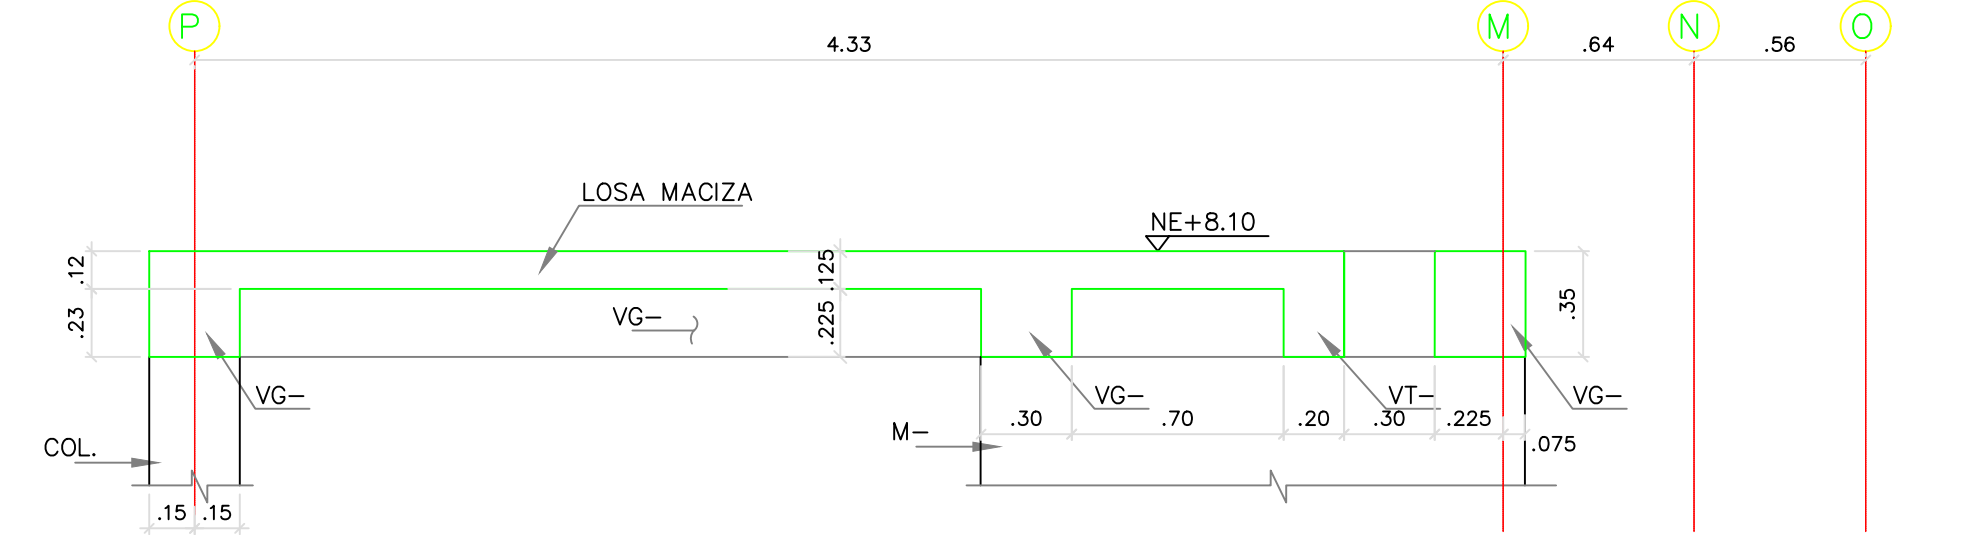 P
M
N
O
4.33
.64
.56
LOSA MACIZA
NE+8.10
.12
.125
.23
.225
.35
VG-
VG-
VG-
VT-
VG-
.30
.70
.20
.30
.225
.075
M-
COL.
.15
.15